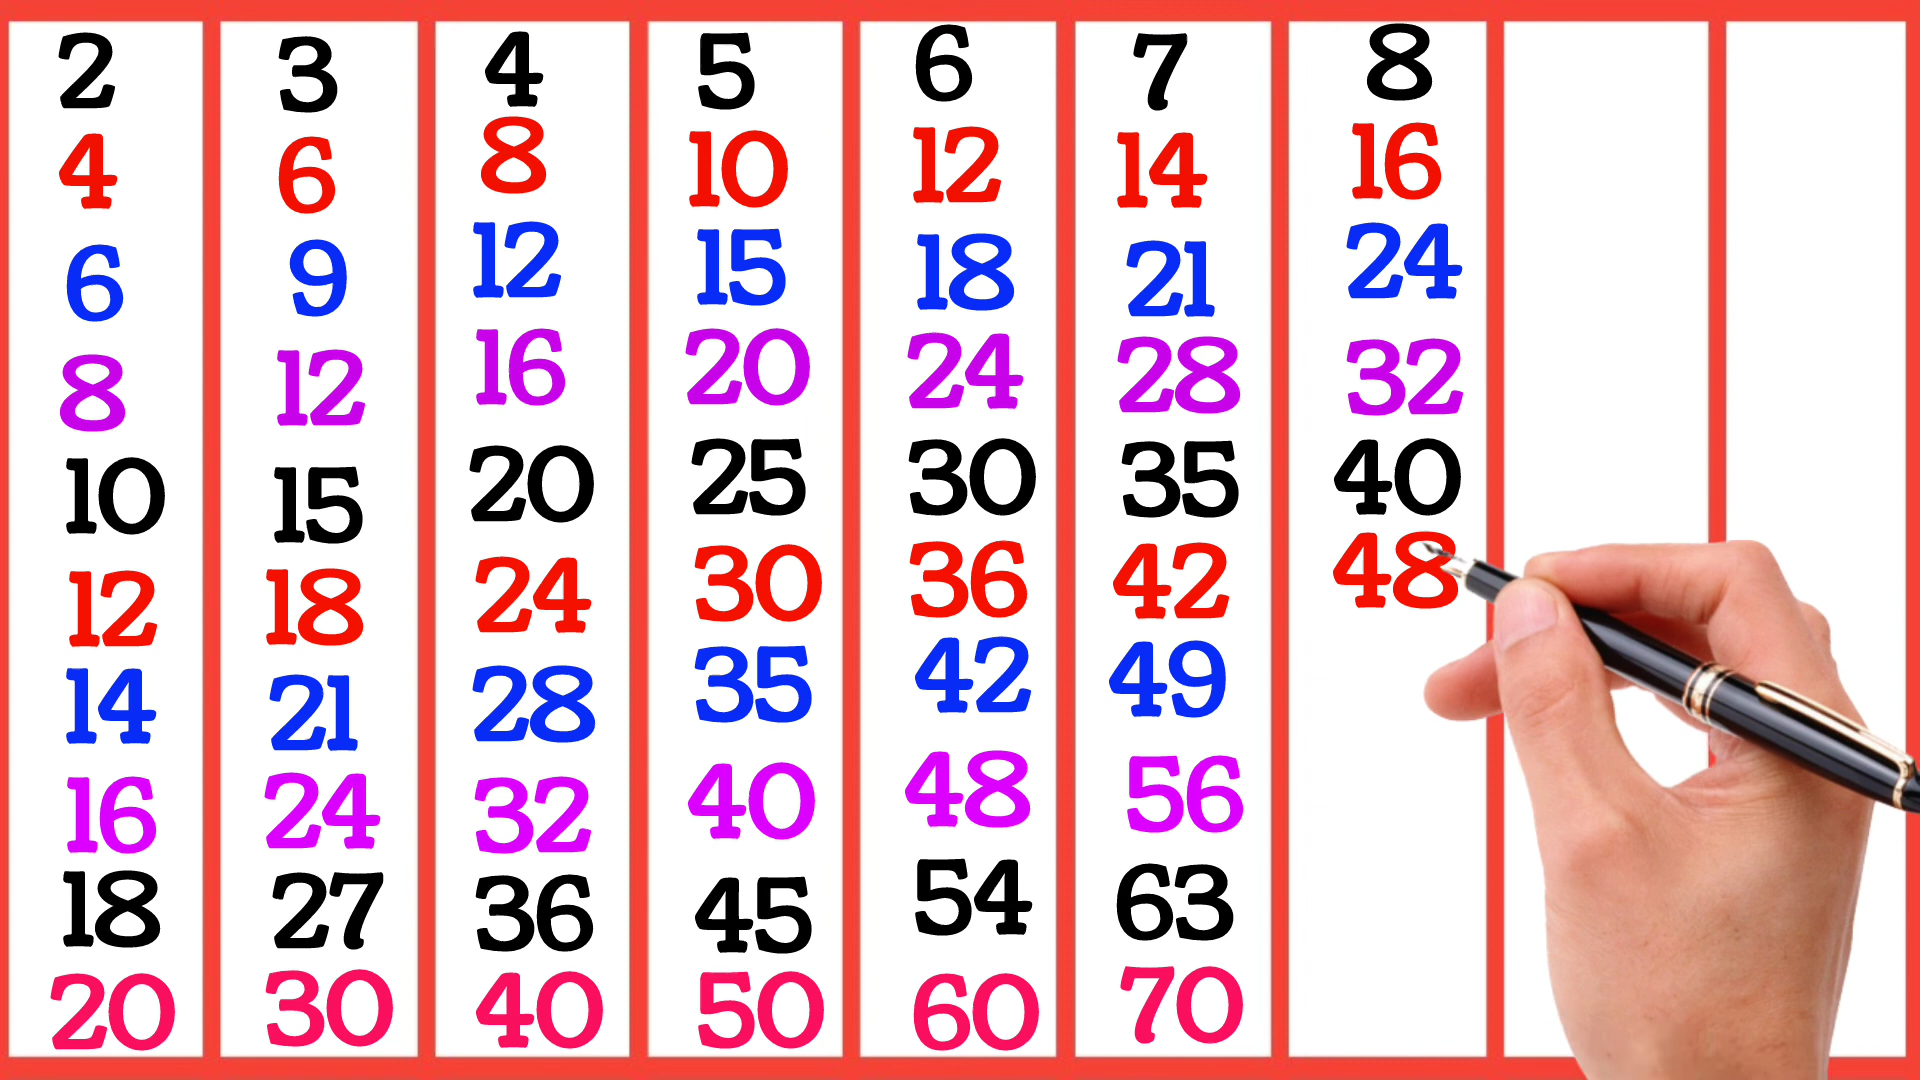 2 3 4 5 6 7 8
4 6 8 10 12 14 16
6 9 12 15 18 21 24
8 12 16 20 24 28 32
10 15 20 25 30 35 40
12 18 24 30 36 42 48
14 21 28 35 42 49
16 24 32 40 48 56
18 27 36 45 54 63
20 30 40 50 60 70